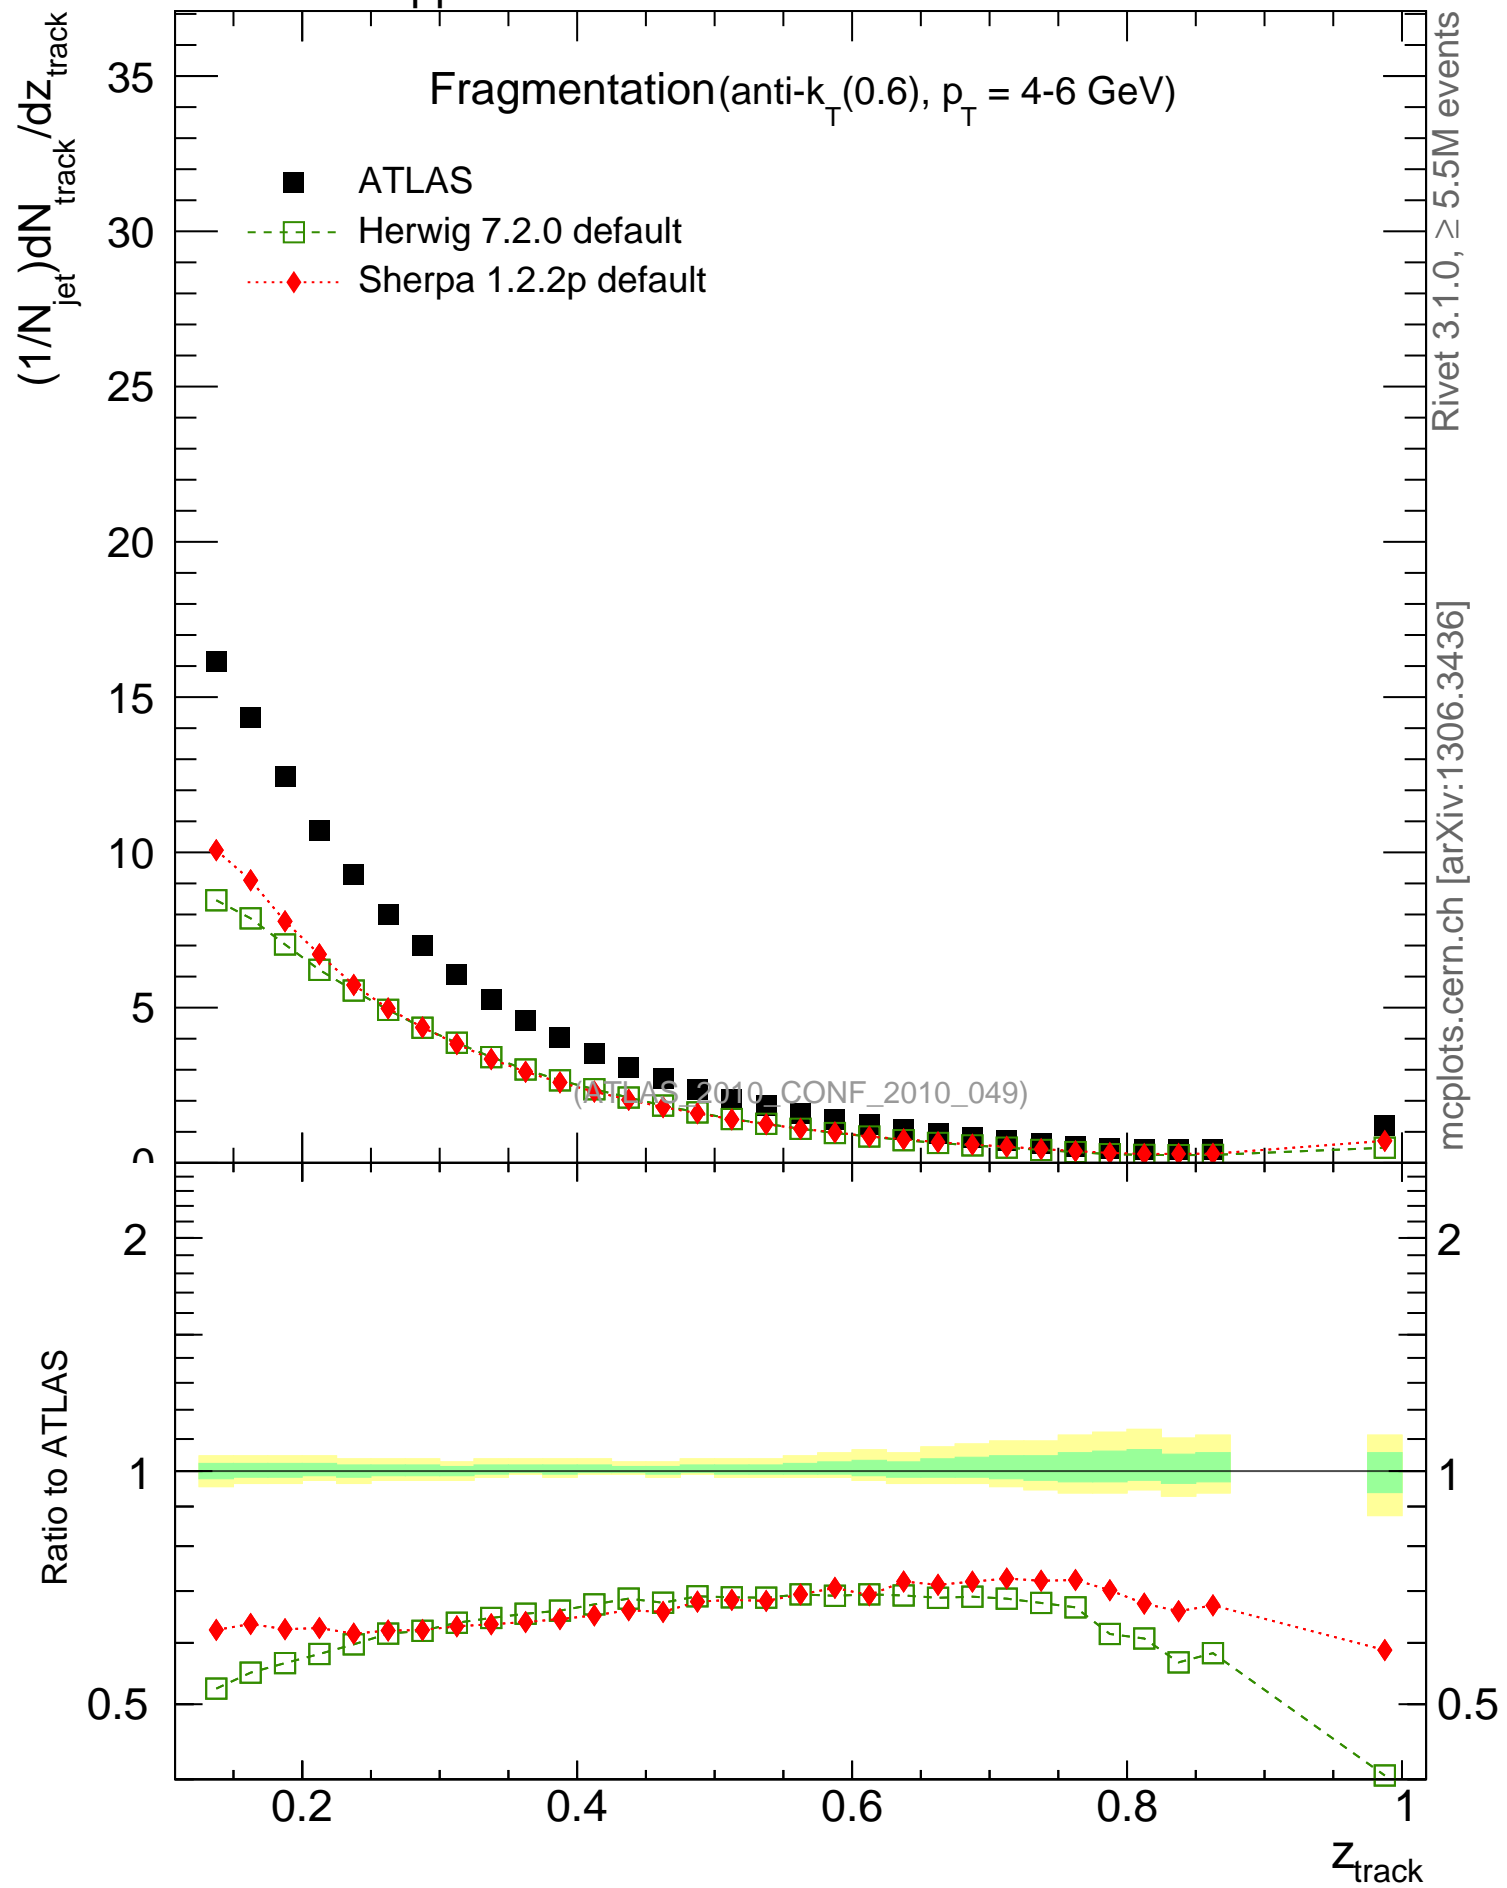 Fragmentation (anti-k_T(0.6), p_T = 4-6 GeV)
(1/N_jet)dN_track/dz_track
ATLAS
Herwig 7.2.0 default
Sherpa 1.2.2p default
35
30
25
20
15
10
5
0
(ATLAS_2010_CONF_2010_049)
Rivet 3.1.0, ≥ 5.5M events
mcplots.cern.ch [arXiv:1306.3436]
Ratio to ATLAS
2
1
0.5
2
1
0.5
0.2
0.4
0.6
0.8
1
z_track